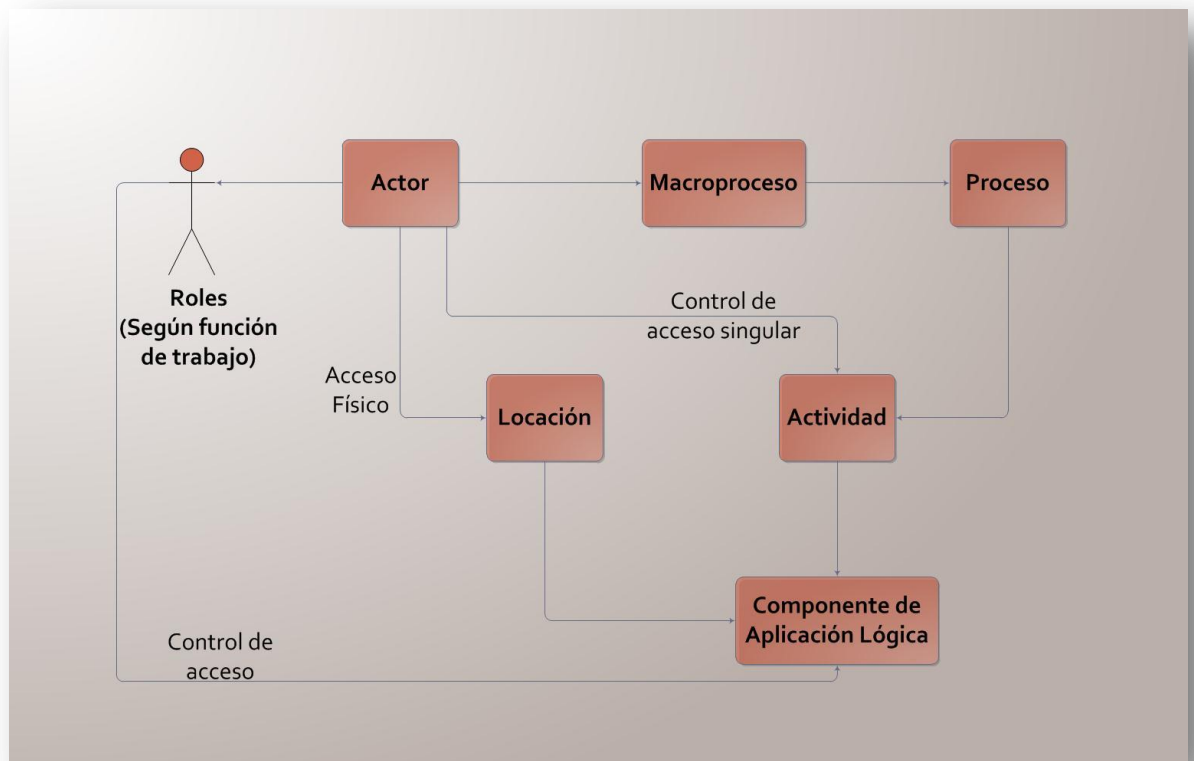 Actor
Macroproceso
Proceso
Roles
(Según función
de trabajo)
Control de
acceso singular
Acceso
Físico
Locación
Actividad
Componente de
Aplicación Lógica
Control de
acceso